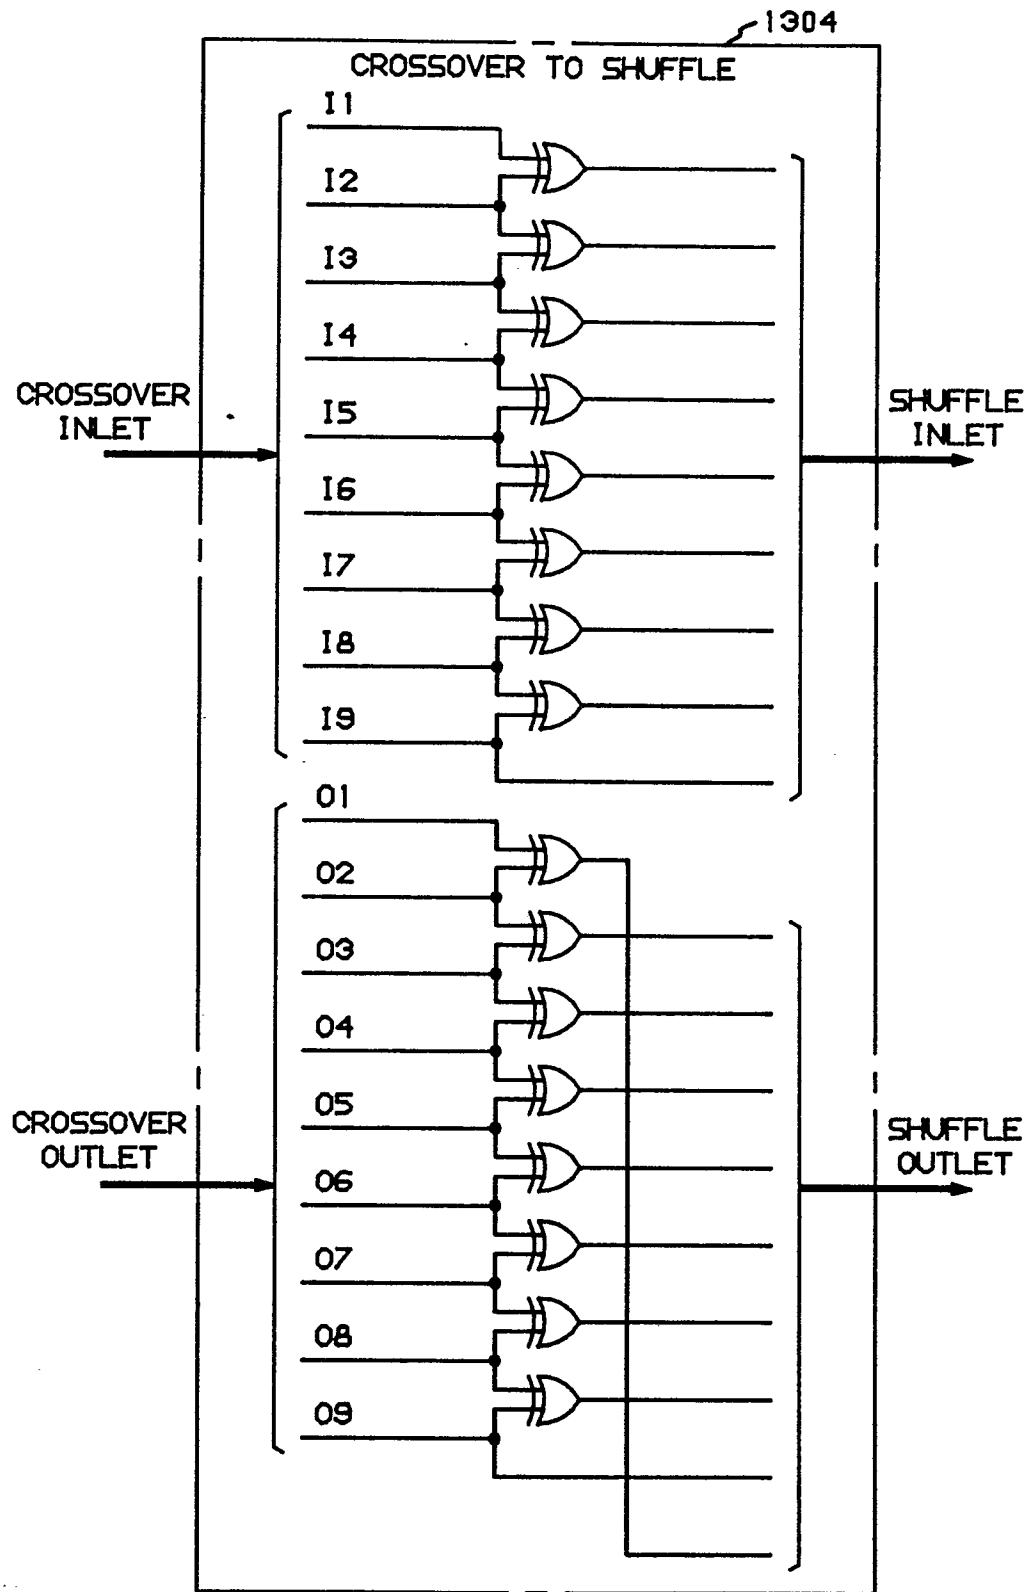 1304
CROSSOVER TO SHUFFLE
I1
I2
I3
I4
CROSSOVER
INLET
I5
SHUFFLE
INLET
I6
I7
I8
I9
O1
O2
O3
O4
O5
CROSSOVER
OUTLET
SHUFFLE
OUTLET
O6
O7
O8
O9